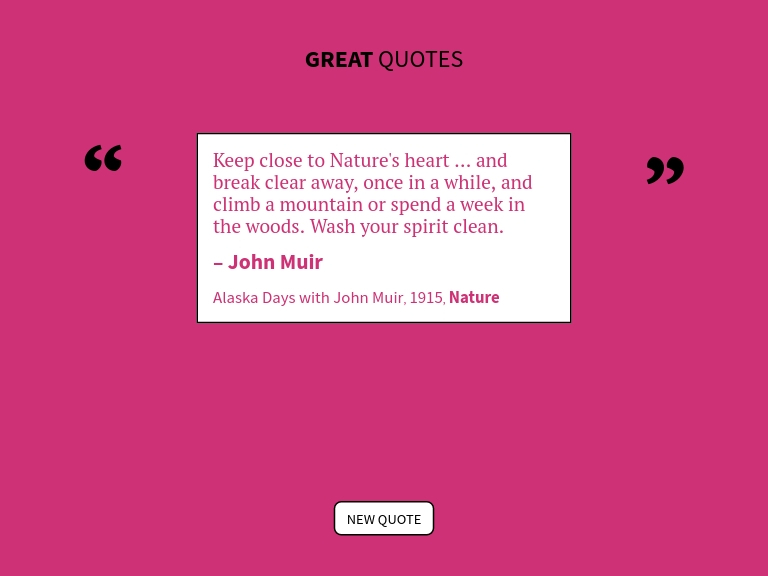 GREAT QUOTES
“
Keep close to Nature's heart ... and
break clear away, once in a while, and
climb a mountain or spend a week in
the woods. Wash your spirit clean.
– John Muir
Alaska Days with John Muir, 1915, Nature
”
NEW QUOTE